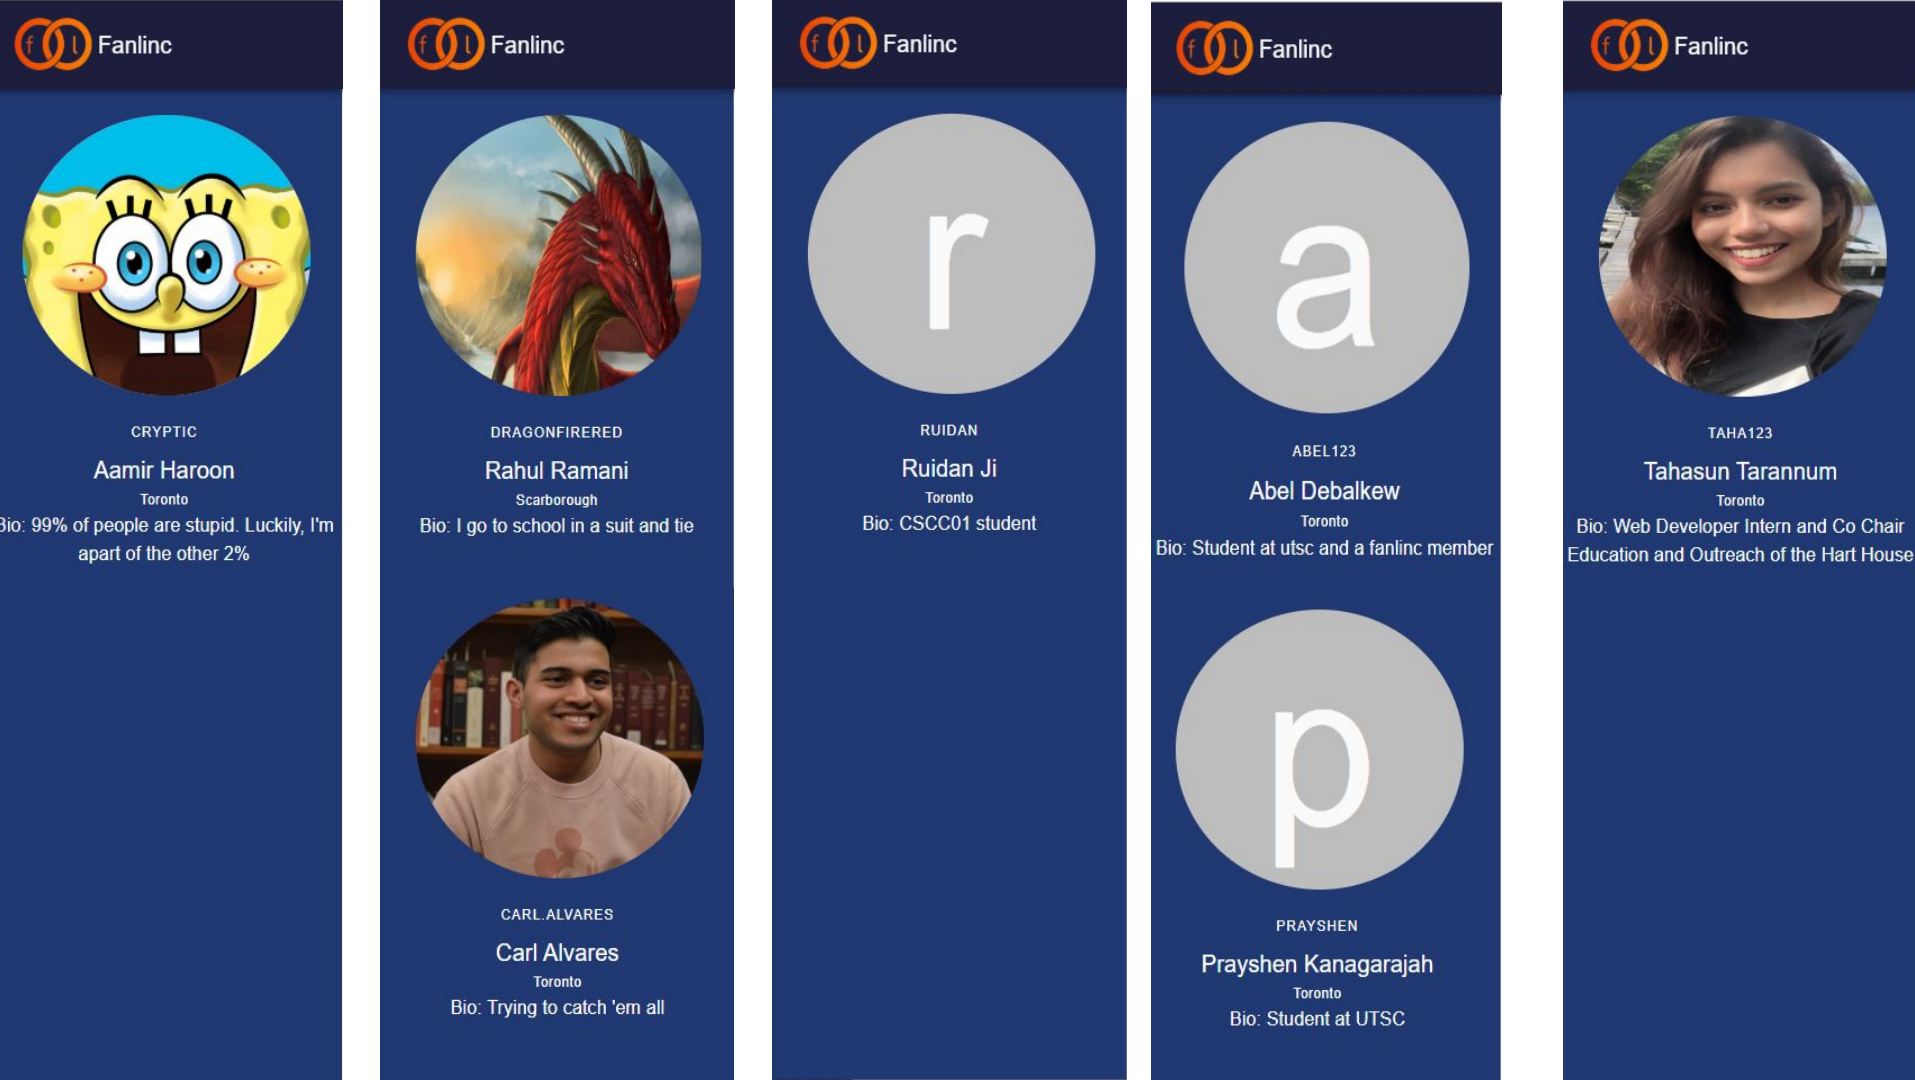 f l Fanlinc
CRYPTIC
Aamir Haroon
Toronto
Bio: 99% of people are stupid. Luckily, I'm
apart of the other 2%
f l Fanlinc
DRAGONFIRERED
Rahul Ramani
Scarborough
Bio: I go to school in a suit and tie
CARL.ALVARES
Carl Alvares
Toronto
Bio: Trying to catch 'em all
f l Fanlinc
r
RUIDAN
Ruidan Ji
Toronto
Bio: CSCC01 student
f l Fanlinc
a
ABEL123
Abel Debalkew
Toronto
Bio: Student at utsc and a fanlinc member
p
PRAYSHEN
Prayshen Kanagarajah
Toronto
Bio: Student at UTSC
f l Fanlinc
TAHA123
Tahasun Tarannum
Toronto
Bio: Web Developer Intern and Co Chair
Education and Outreach of the Hart House